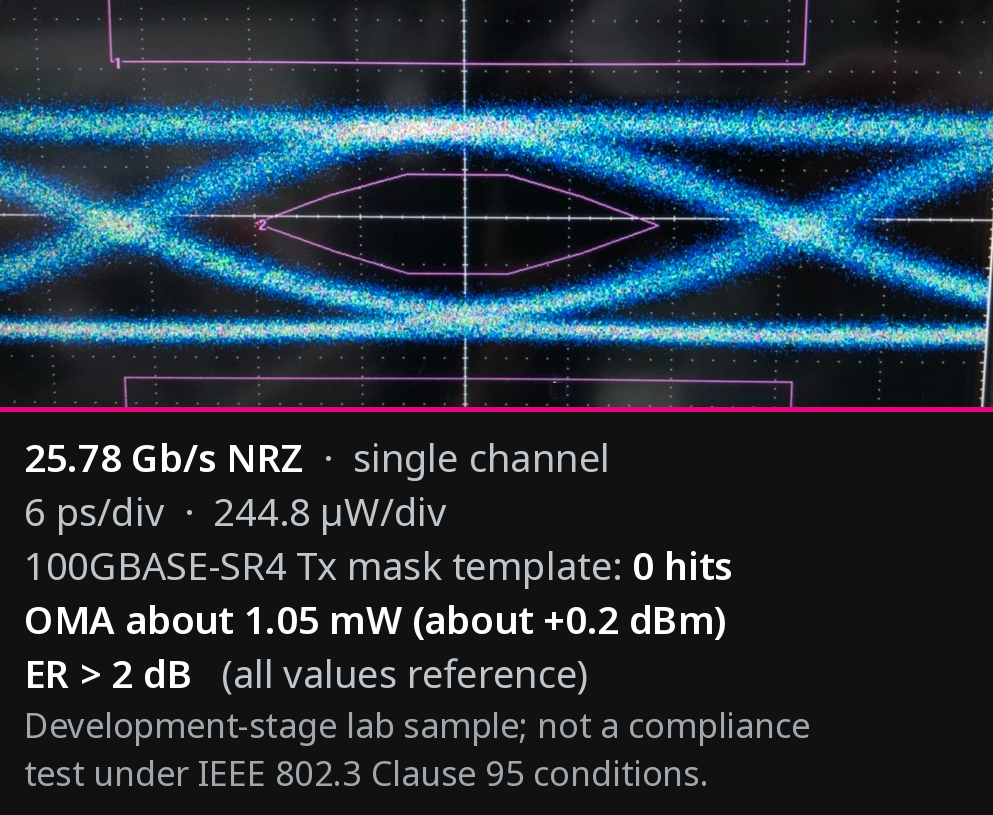 1
2
25.78 Gb/s NRZ · single channel
6 ps/div · 244.8 µW/div
100GBASE-SR4 Tx mask template: 0 hits
OMA about 1.05 mW (about +0.2 dBm)
ER > 2 dB (all values reference)
Development-stage lab sample; not a compliance
test under IEEE 802.3 Clause 95 conditions.